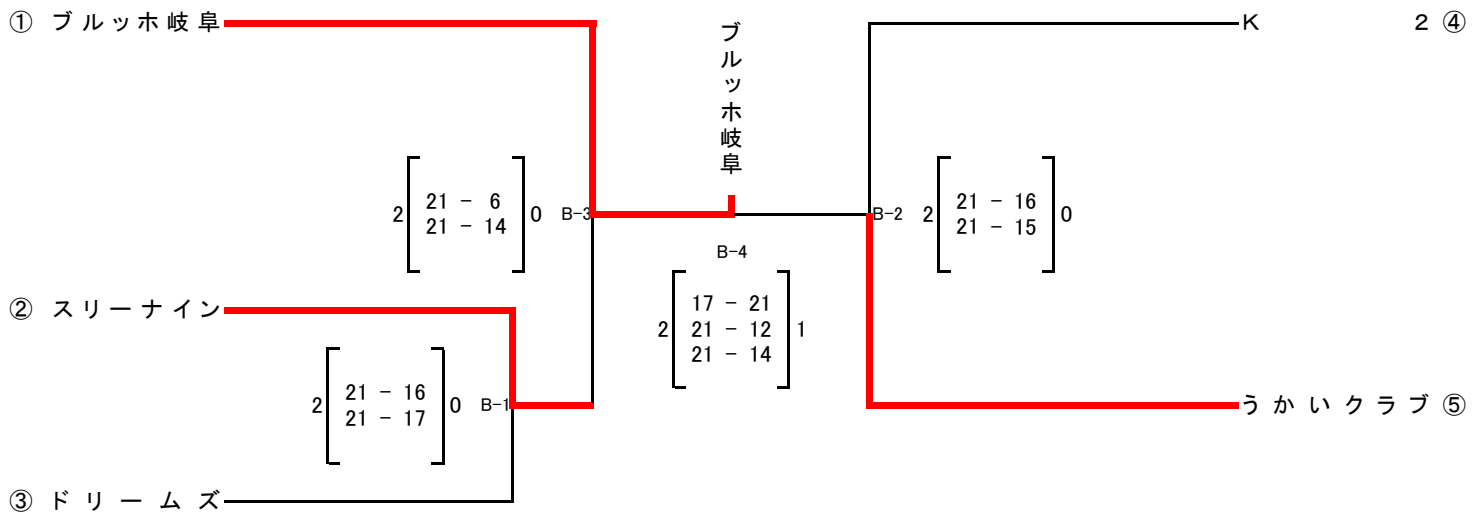 ① ブルッホ岐阜
ブルッホ岐阜
K 2 ④
2 21 - 6 0 B-3
21 - 14
B-2 2 21 - 16 0
21 - 15
B-4
17 - 21
2 21 - 12 1
21 - 14
② スリーナイン
2 21 - 16 0 B-1
21 - 17
うかいクラブ ⑤
③ ドリームズ